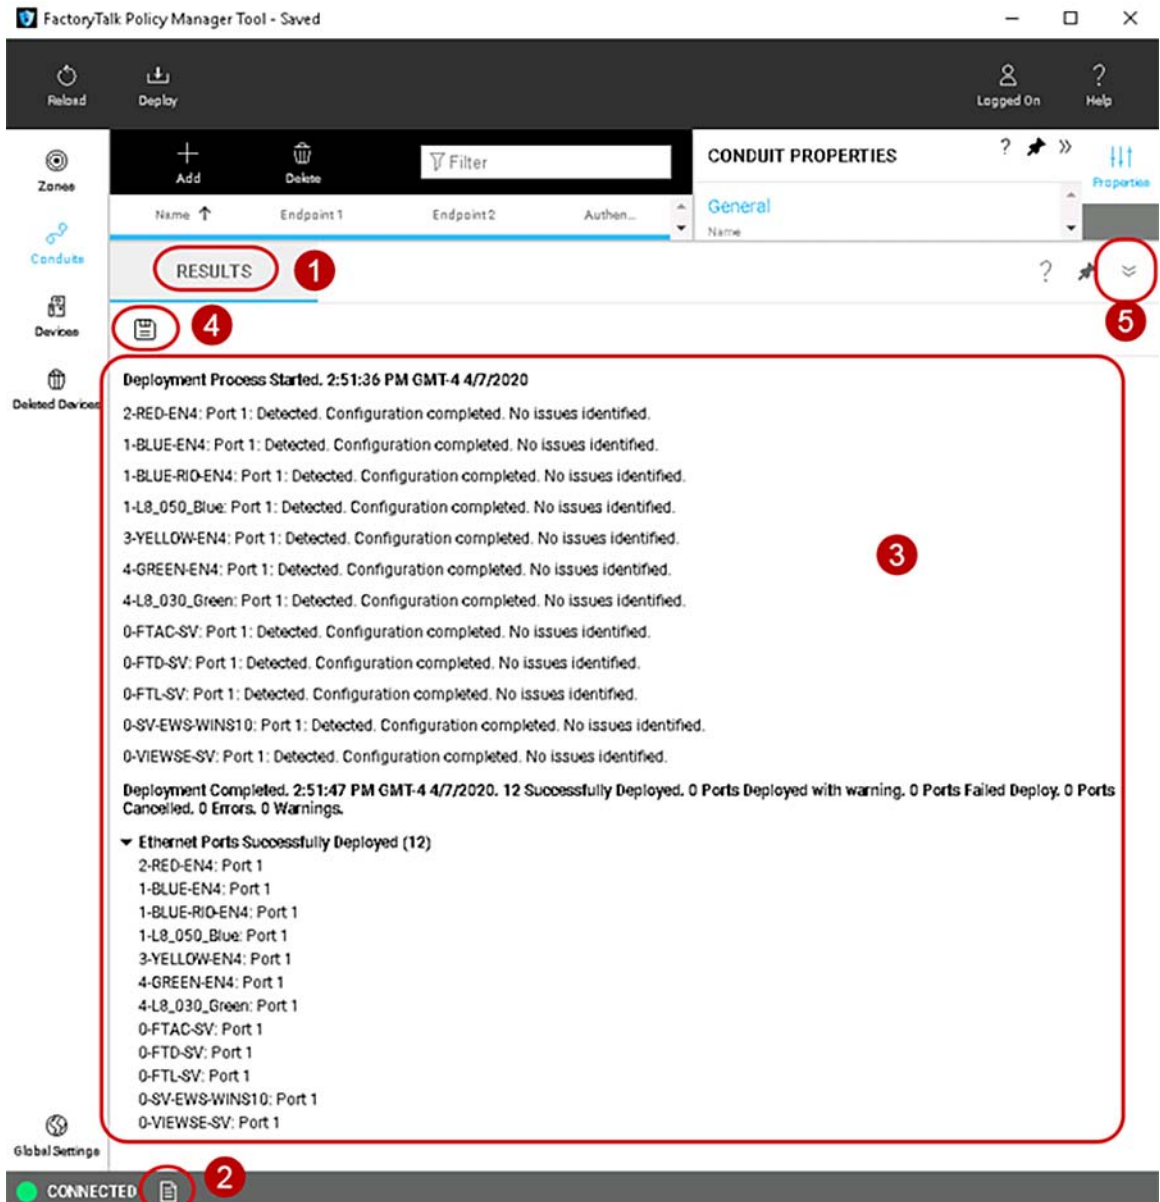 FactoryTalk Policy Manager Tool - Saved
Reload
Deploy
Logged On
Help
Zones
Conduits
Devices
Deleted Devices
Global Settings
Add
Delete
Filter
Name Endpoint 1 Endpoint 2 Authen...
CONDUIT PROPERTIES
?
General
Name
Properties
RESULTS
1
?
5
4
Deployment Process Started. 2:51:36 PM GMT-4 4/7/2020
2-RED-EN4: Port 1: Detected. Configuration completed. No issues identified.
1-BLUE-EN4: Port 1: Detected. Configuration completed. No issues identified.
1-BLUE-RIO-EN4: Port 1: Detected. Configuration completed. No issues identified.
1-L8_050_Blue: Port 1: Detected. Configuration completed. No issues identified.
3-YELLOW-EN4: Port 1: Detected. Configuration completed. No issues identified.
3
4-GREEN-EN4: Port 1: Detected. Configuration completed. No issues identified.
4-L8_030_Green: Port 1: Detected. Configuration completed. No issues identified.
0-FTAC-SV: Port 1: Detected. Configuration completed. No issues identified.
0-FTD-SV: Port 1: Detected. Configuration completed. No issues identified.
0-FTL-SV: Port 1: Detected. Configuration completed. No issues identified.
0-SV-EWS-WINS10: Port 1: Detected. Configuration completed. No issues identified.
0-VIEWSE-SV: Port 1: Detected. Configuration completed. No issues identified.
Deployment Completed. 2:51:47 PM GMT-4 4/7/2020. 12 Successfully Deployed. 0 Ports Deployed with warning. 0 Ports Failed Deploy. 0 Ports
Cancelled. 0 Errors. 0 Warnings.
Ethernet Ports Successfully Deployed (12)
2-RED-EN4: Port 1
1-BLUE-EN4: Port 1
1-BLUE-RIO-EN4: Port 1
1-L8_050_Blue: Port 1
3-YELLOW-EN4: Port 1
4-GREEN-EN4: Port 1
4-L8_030_Green: Port 1
0-FTAC-SV: Port 1
0-FTD-SV: Port 1
0-FTL-SV: Port 1
0-SV-EWS-WINS10: Port 1
0-VIEWSE-SV: Port 1
CONNECTED
2